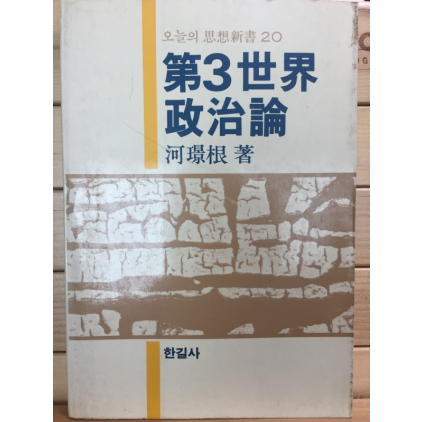 오늘의 思想新書 20
第3世界
政治論
河璟根 著
한길사